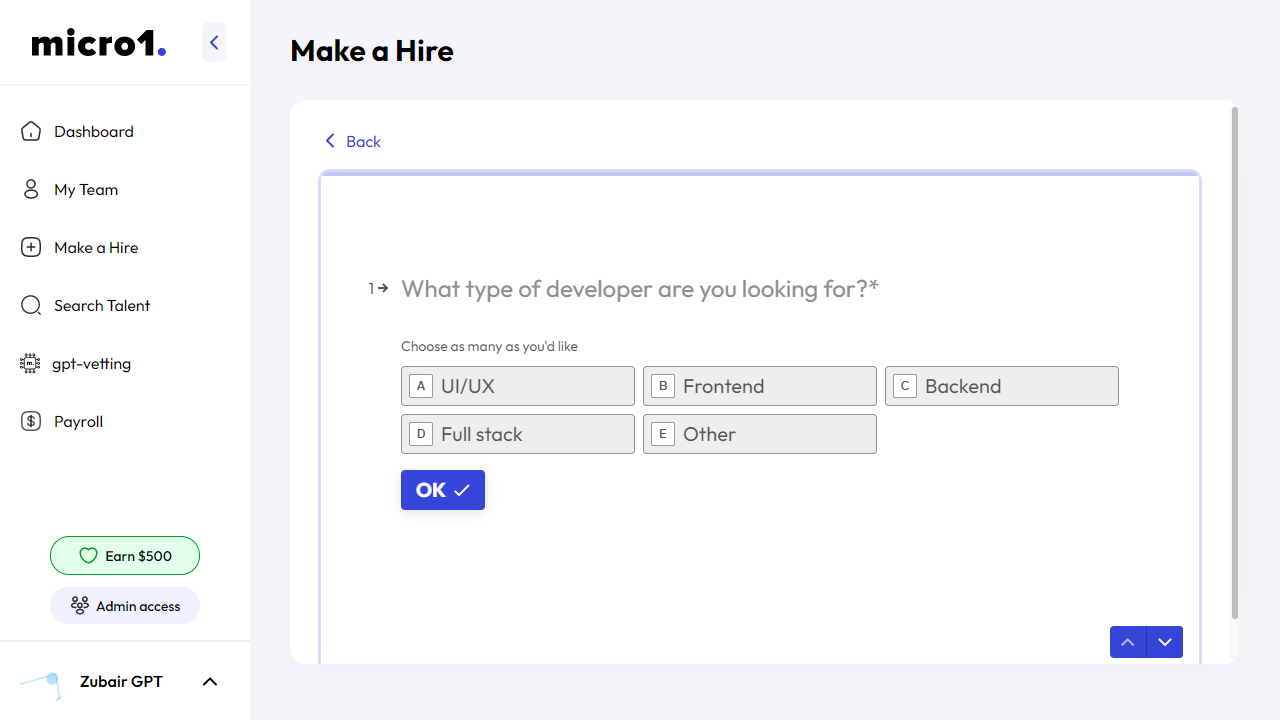 micro1.
Make a Hire
Dashboard
My Team
Make a Hire
Search Talent
gpt-vetting
Payroll
Earn $500
Admin access
Zubair GPT
Back
1
What type of developer are you looking for?*
Choose as many as you'd like
A UI/UX
B Frontend
C Backend
D Full stack
E Other
OK